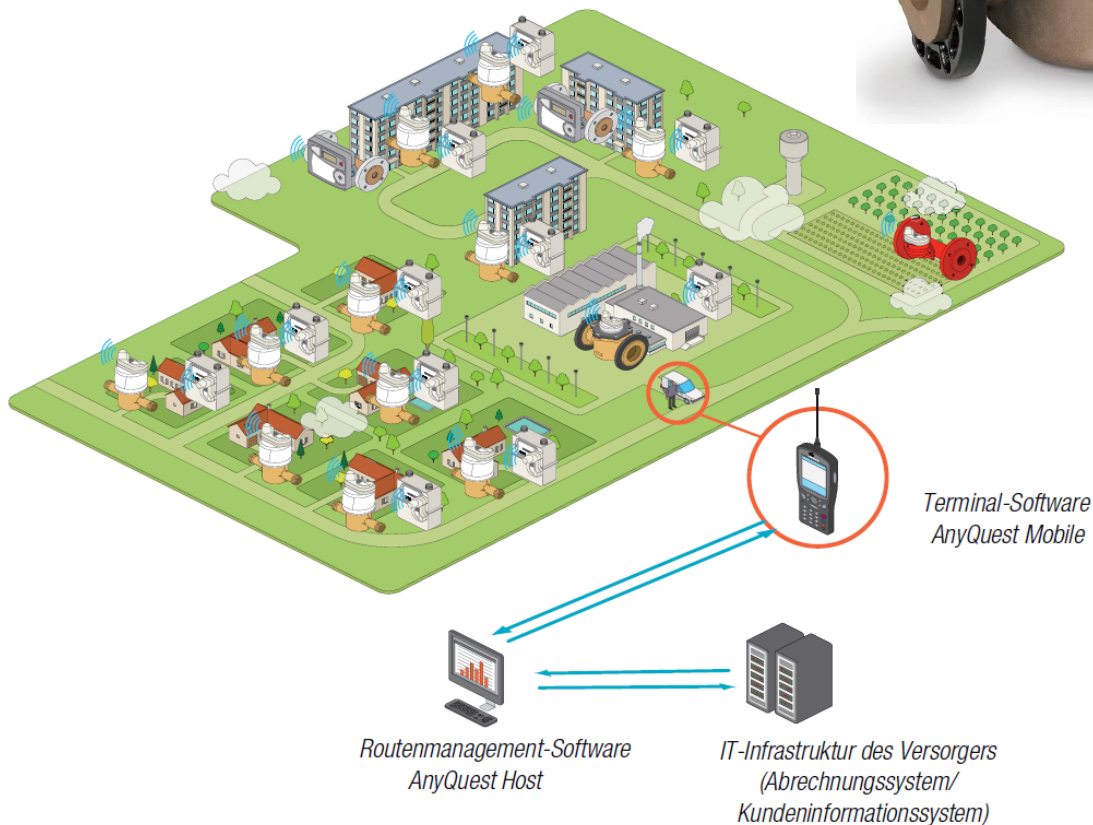 Terminal-Software
AnyQuest Mobile
Routenmanagement-Software
AnyQuest Host
IT-Infrastruktur des Versorgers
(Abrechnungssystem/
Kundeninformationssystem)